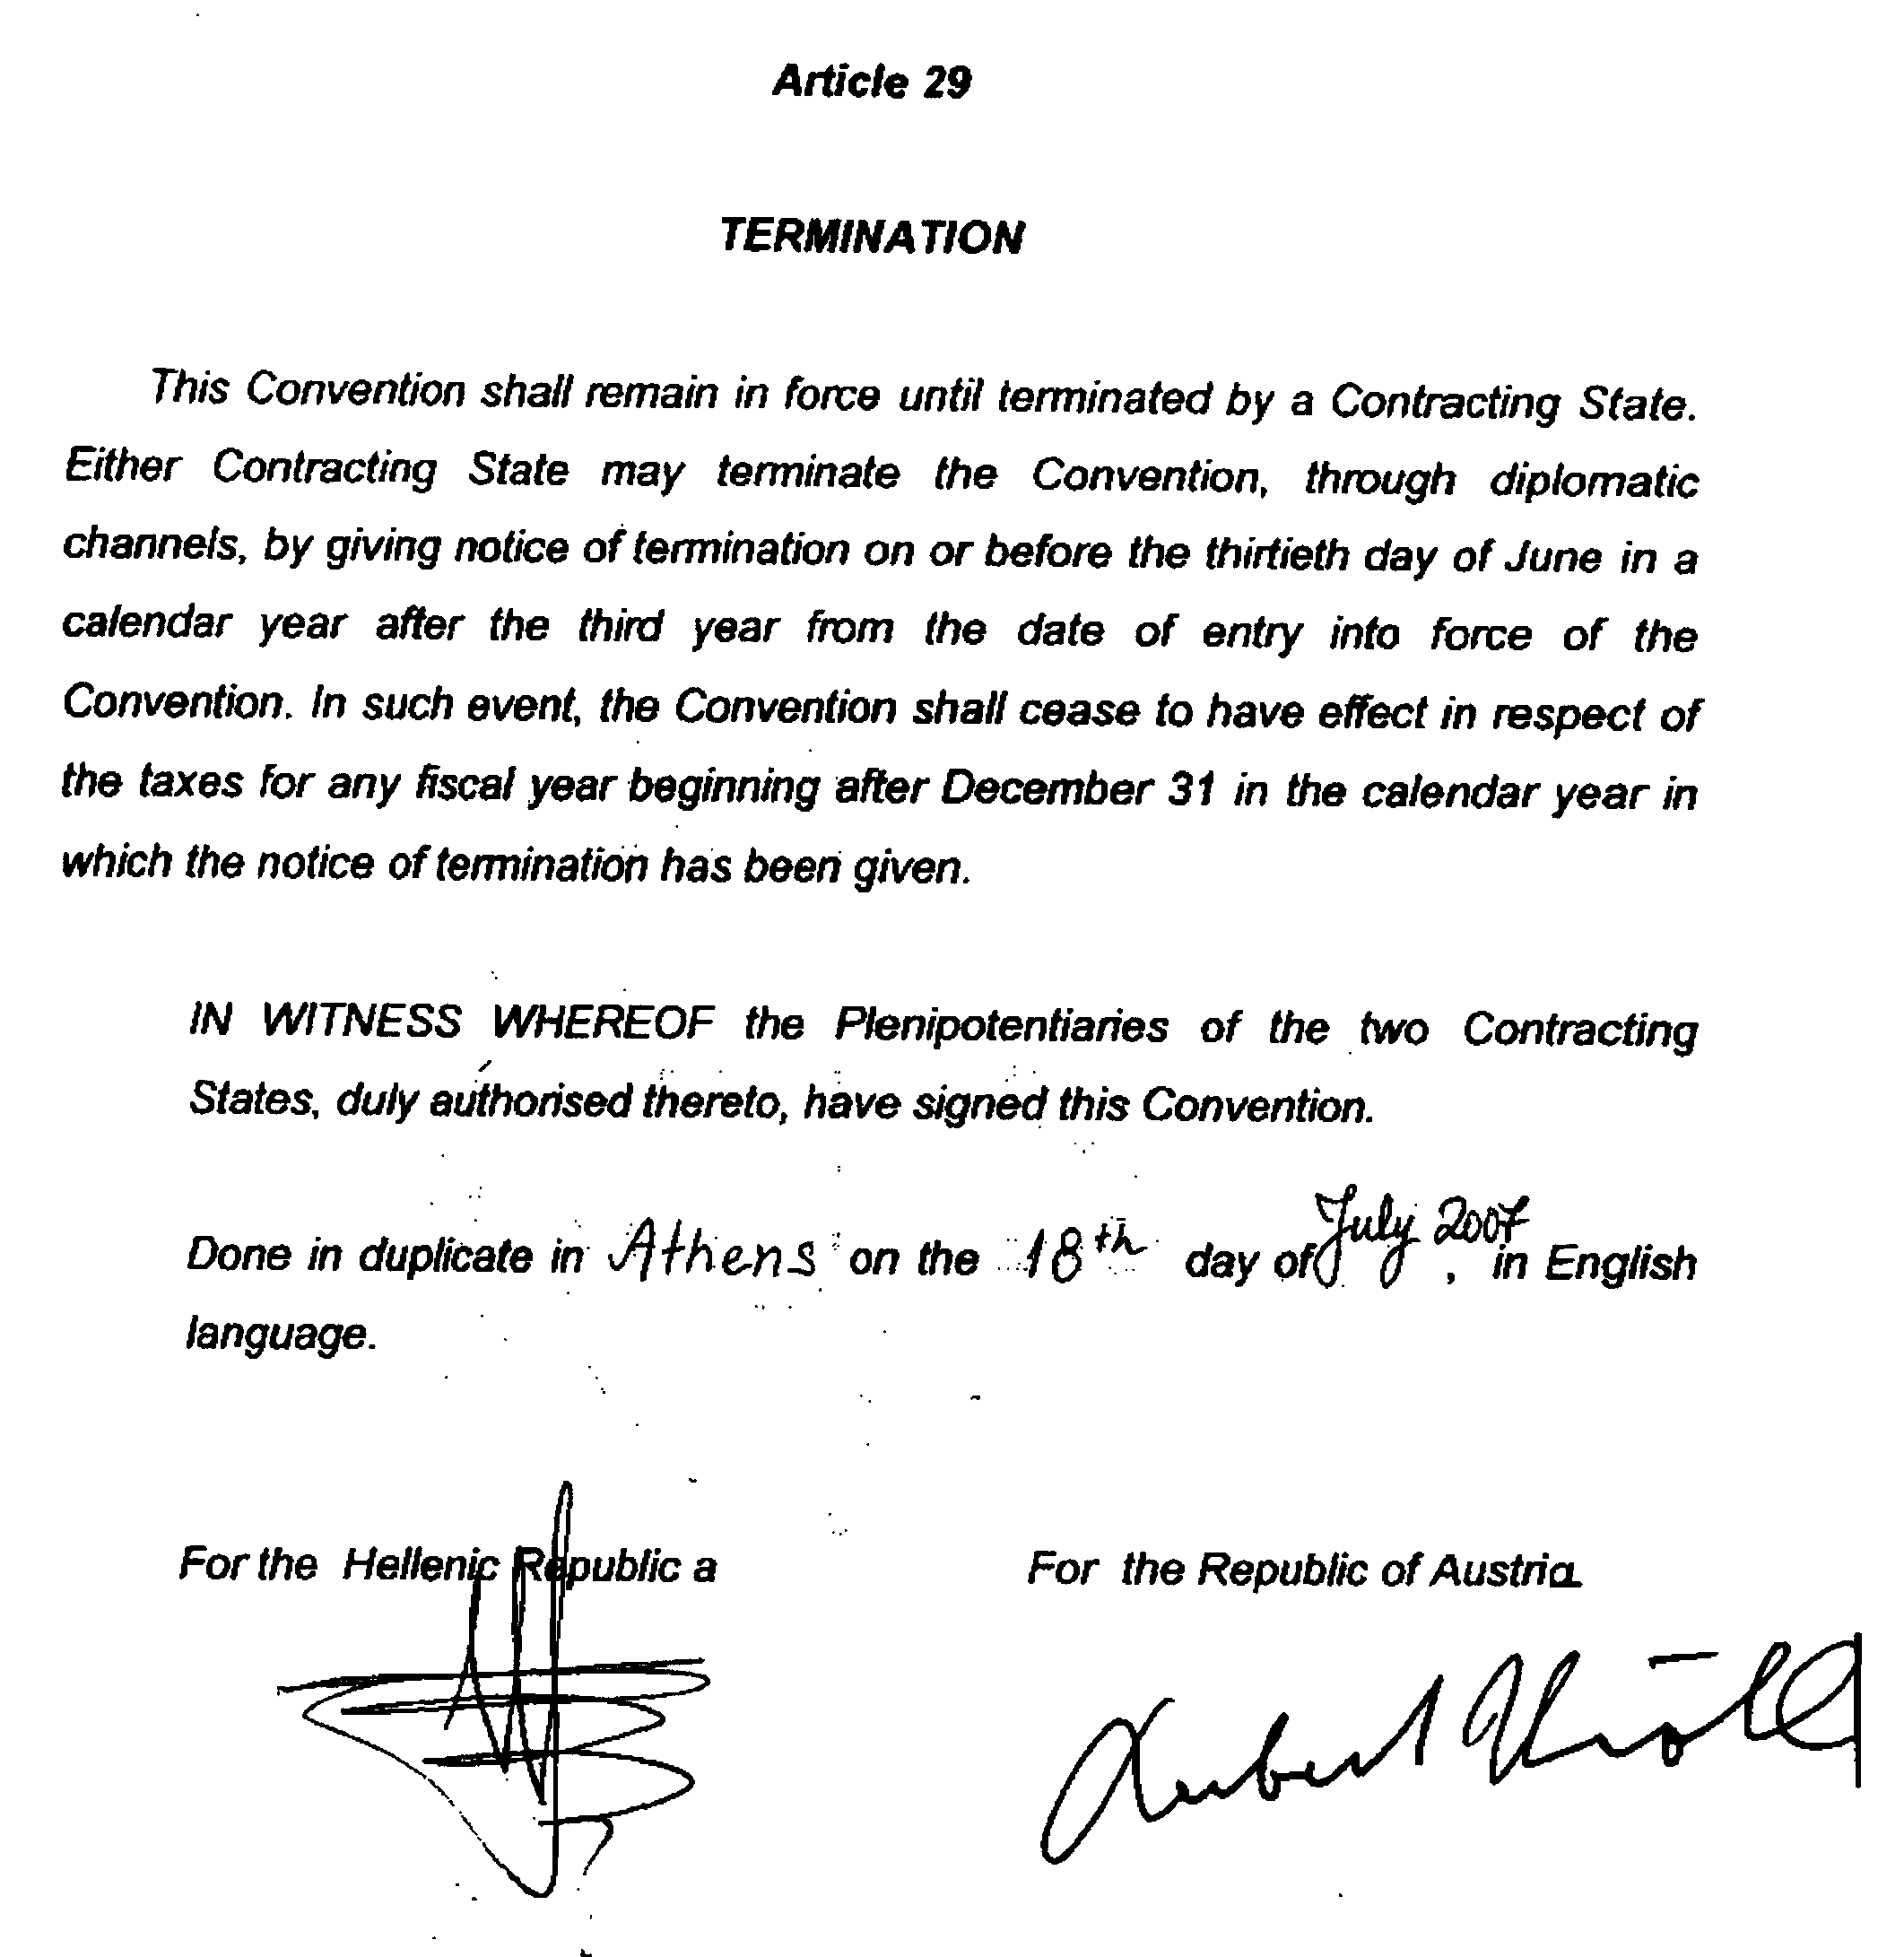 Article 29
TERMINATION
This Convention shall remain in force until terminated by a Contracting State.
Either Contracting State may terminate the Convention, through diplomatic
channels, by giving notice of termination on or before the thirtieth day of June in a
calendar year after the third year from the date of entry into force of the
Convention. In such event, the Convention shall cease to have effect in respect of
the taxes for any fiscal year beginning after December 31 in the calendar year in
which the notice of termination has been given.
IN WITNESS WHEREOF the Plenipotentiaries of the two Contracting
States, duly authorised thereto, have signed this Convention.
Done in duplicate in Athens on the 18th day of July 2007, in English
language.
For the Hellenic Republic a For the Republic of Austria